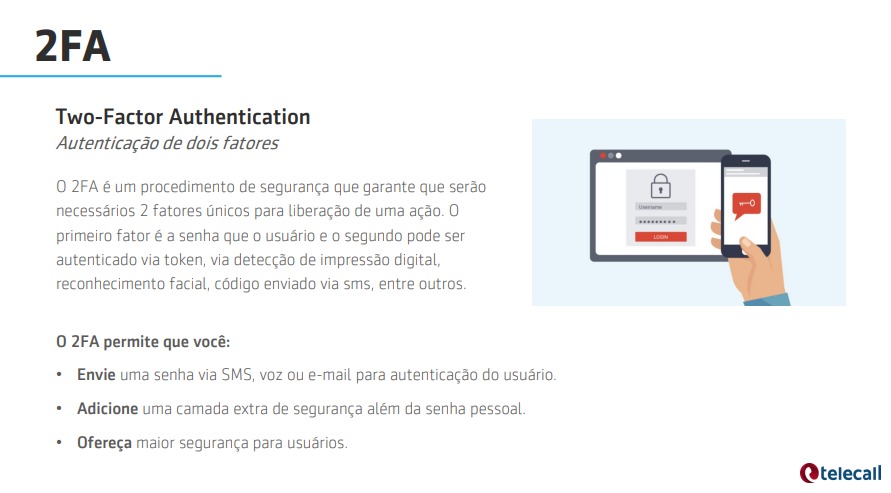 2FA
Two-Factor Authentication
Autenticação de dois fatores
O 2FA é um procedimento de segurança que garante que serão
necessários 2 fatores únicos para liberação de uma ação. O
primeiro fator é a senha que o usuário e o segundo pode ser
autenticado via token, via detecção de impressão digital,
reconhecimento facial, código enviado via sms, entre outros.
Username
LOGIN
O 2FA permite que você:
• Envie uma senha via SMS, voz ou e-mail para autenticação do usuário.
• Adicione uma camada extra de segurança além da senha pessoal.
• Ofereça maior segurança para usuários.
telecall